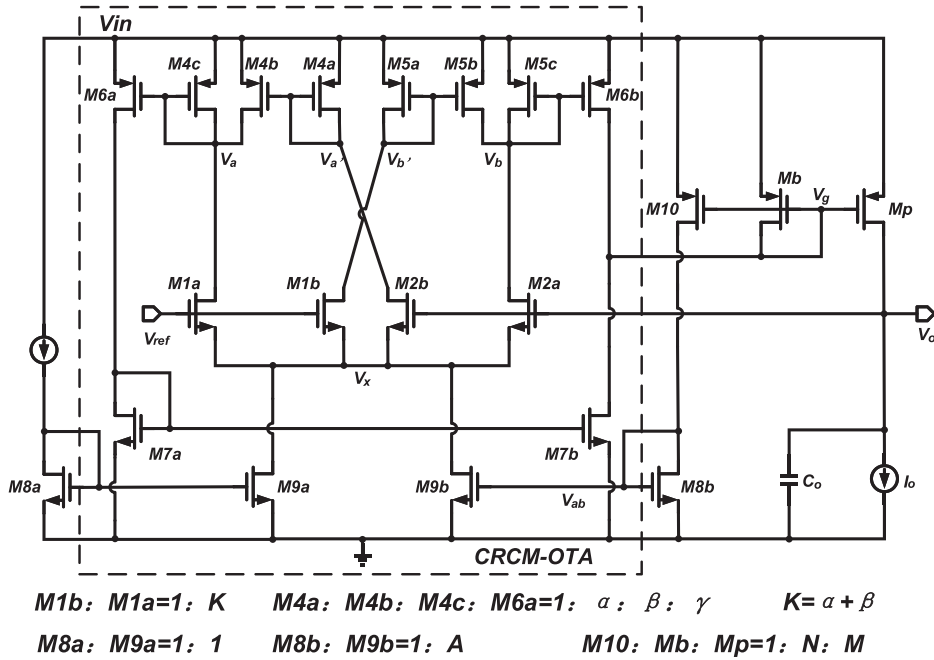 Vin
M6a M4c M4b M4a M5a M5b M5c M6b
Va Va' Vb' Vb
M10 Mb Vg Mp
M1a M1b M2b M2a
Vref Vx Vo
M7a M7b
M8a M9a M9b Vab M8b Co Io
CRCM-OTA
M1b: M1a=1: K M4a: M4b: M4c: M6a=1: α: β: γ K=α+β
M8a: M9a=1: 1 M8b: M9b=1: A M10: Mb: Mp=1: N: M